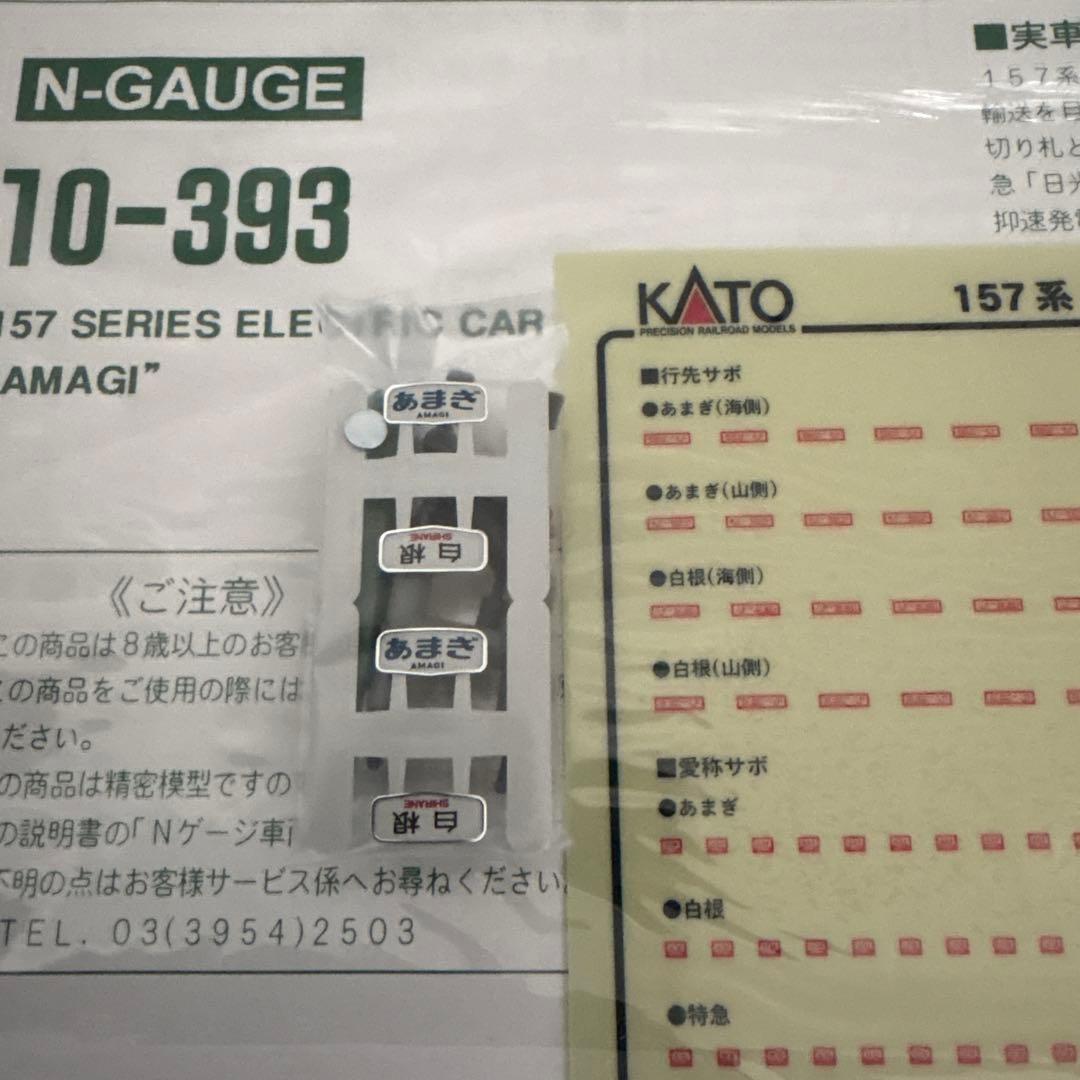 N-GAUGE
10-393
157 SERIES ELE RIC CAR
AMAGI”
《ご注意》
この商品は8歳以上のお客
この商品をご使用の際には
ださい。
の商品は精密模型ですの
の説明書の「Nゲージ車
不明の点はお客様サービス係へお尋ねください。
TEL. 03(3954)2503
あまぎ
AMAGI
白根
SHIRANE
あまぎ
AMAGI
白根
SHIRANE
■実車
157系
輸送を目
切り札と
急「日光
抑速発電
KATO
PRECISION RAILROAD MODELS
157系
■行先サボ
●あまぎ(海側)
●あまぎ(山側)
●白根(海側)
●白根(山側)
■愛称サボ
●あまぎ
●白根
●特急